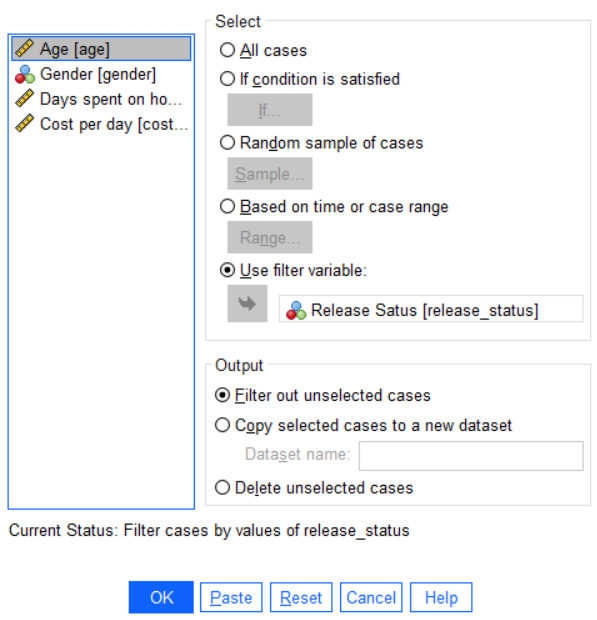 Age [age]
Gender [gender]
Days spent on ho...
Cost per day [cost...
Select
All cases
If condition is satisfied
If...
Random sample of cases
Sample...
Based on time or case range
Range...
Use filter variable:
Release Satus [release_status]
Output
Filter out unselected cases
Copy selected cases to a new dataset
Dataset name:
Delete unselected cases
Current Status: Filter cases by values of release_status
OK Paste Reset Cancel Help